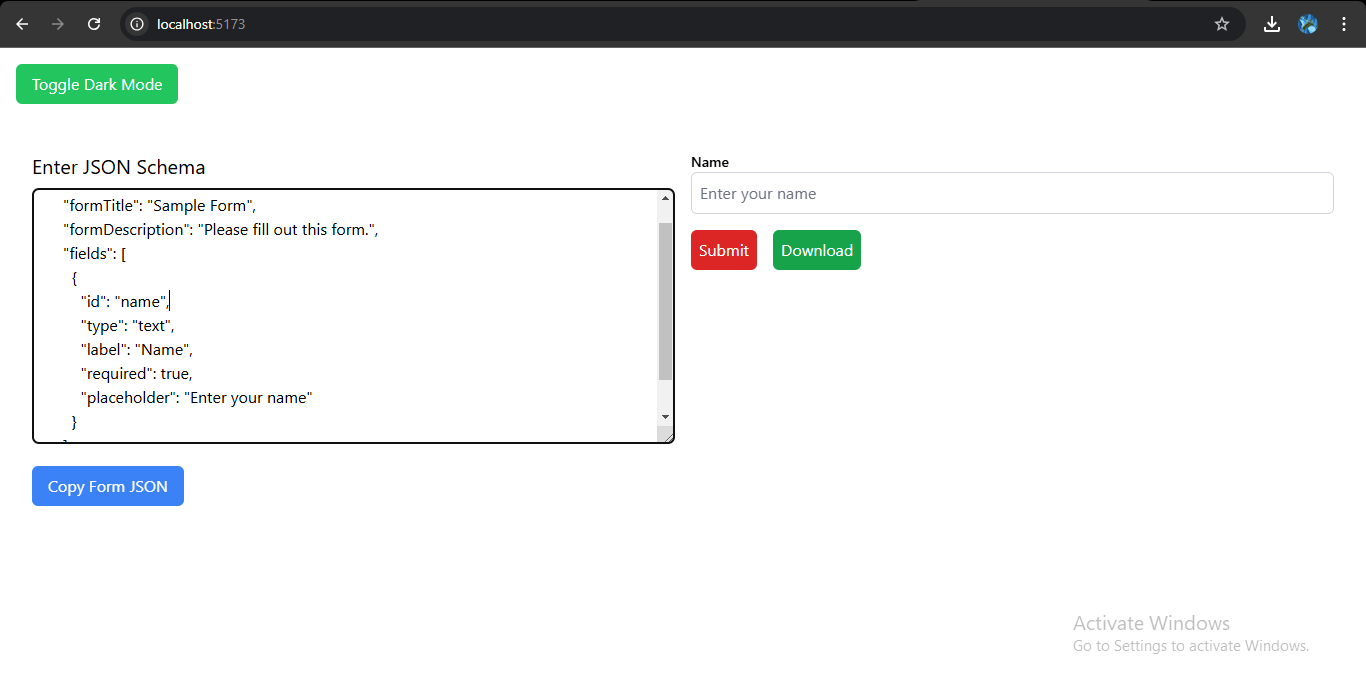 localhost:5173
Toggle Dark Mode
Enter JSON Schema
"formTitle": "Sample Form",
"formDescription": "Please fill out this form.",
"fields": [
{
"id": "name",
"type": "text",
"label": "Name",
"required": true,
"placeholder": "Enter your name"
}
Copy Form JSON
Name
Enter your name
Submit Download
Activate Windows
Go to Settings to activate Windows.